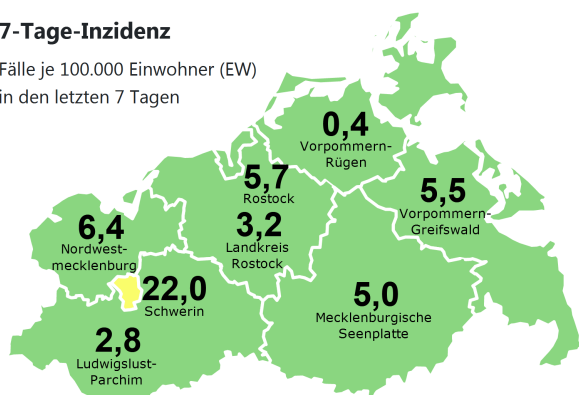 7-Tage-Inzidenz
Fälle je 100.000 Einwohner (EW)
in den letzten 7 Tagen
0,4
Vorpommern-
Rügen
5,7
Rostock
5,5
Vorpommern-
Greifswald
6,4
Nordwest-
mecklenburg
3,2
Landkreis
Rostock
22,0
Schwerin
5,0
Mecklenburgische
Seenplatte
2,8
Ludwigslust-
Parchim